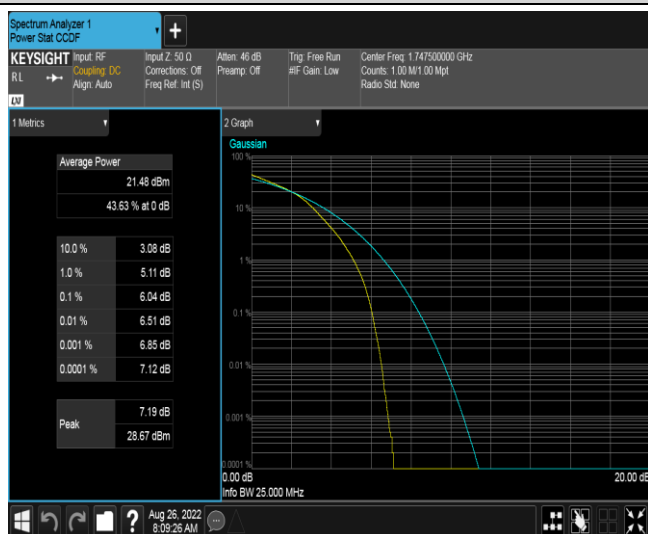 Spectrum Analyzer 1
Power Stat CCDF
+
KEYSIGHT
RL
LXI
Input: RF
Coupling: DC
Align: Auto
Input Z: 50 Ω
Corrections: Off
Freq Ref: Int (S)
Atten: 46 dB
Preamp: Off
Trig: Free Run
#IF Gain: Low
Center Freq: 1.747500000 GHz
Counts: 1.00 M/1.00 Mpt
Radio Std: None
1 Metrics
Average Power
21.48 dBm
43.63 % at 0 dB
10.0 % 3.08 dB
1.0 % 5.11 dB
0.1 % 6.04 dB
0.01 % 6.51 dB
0.001 % 6.85 dB
0.0001 % 7.12 dB
Peak
7.19 dB
28.67 dBm
2 Graph
Gaussian
100 %
10 %
1 %
0.1 %
0.01 %
0.001 %
0.0001 %
0.00 dB
20.00 dB
Info BW 25.000 MHz
?
Aug 26, 2022
8:09:26 AM